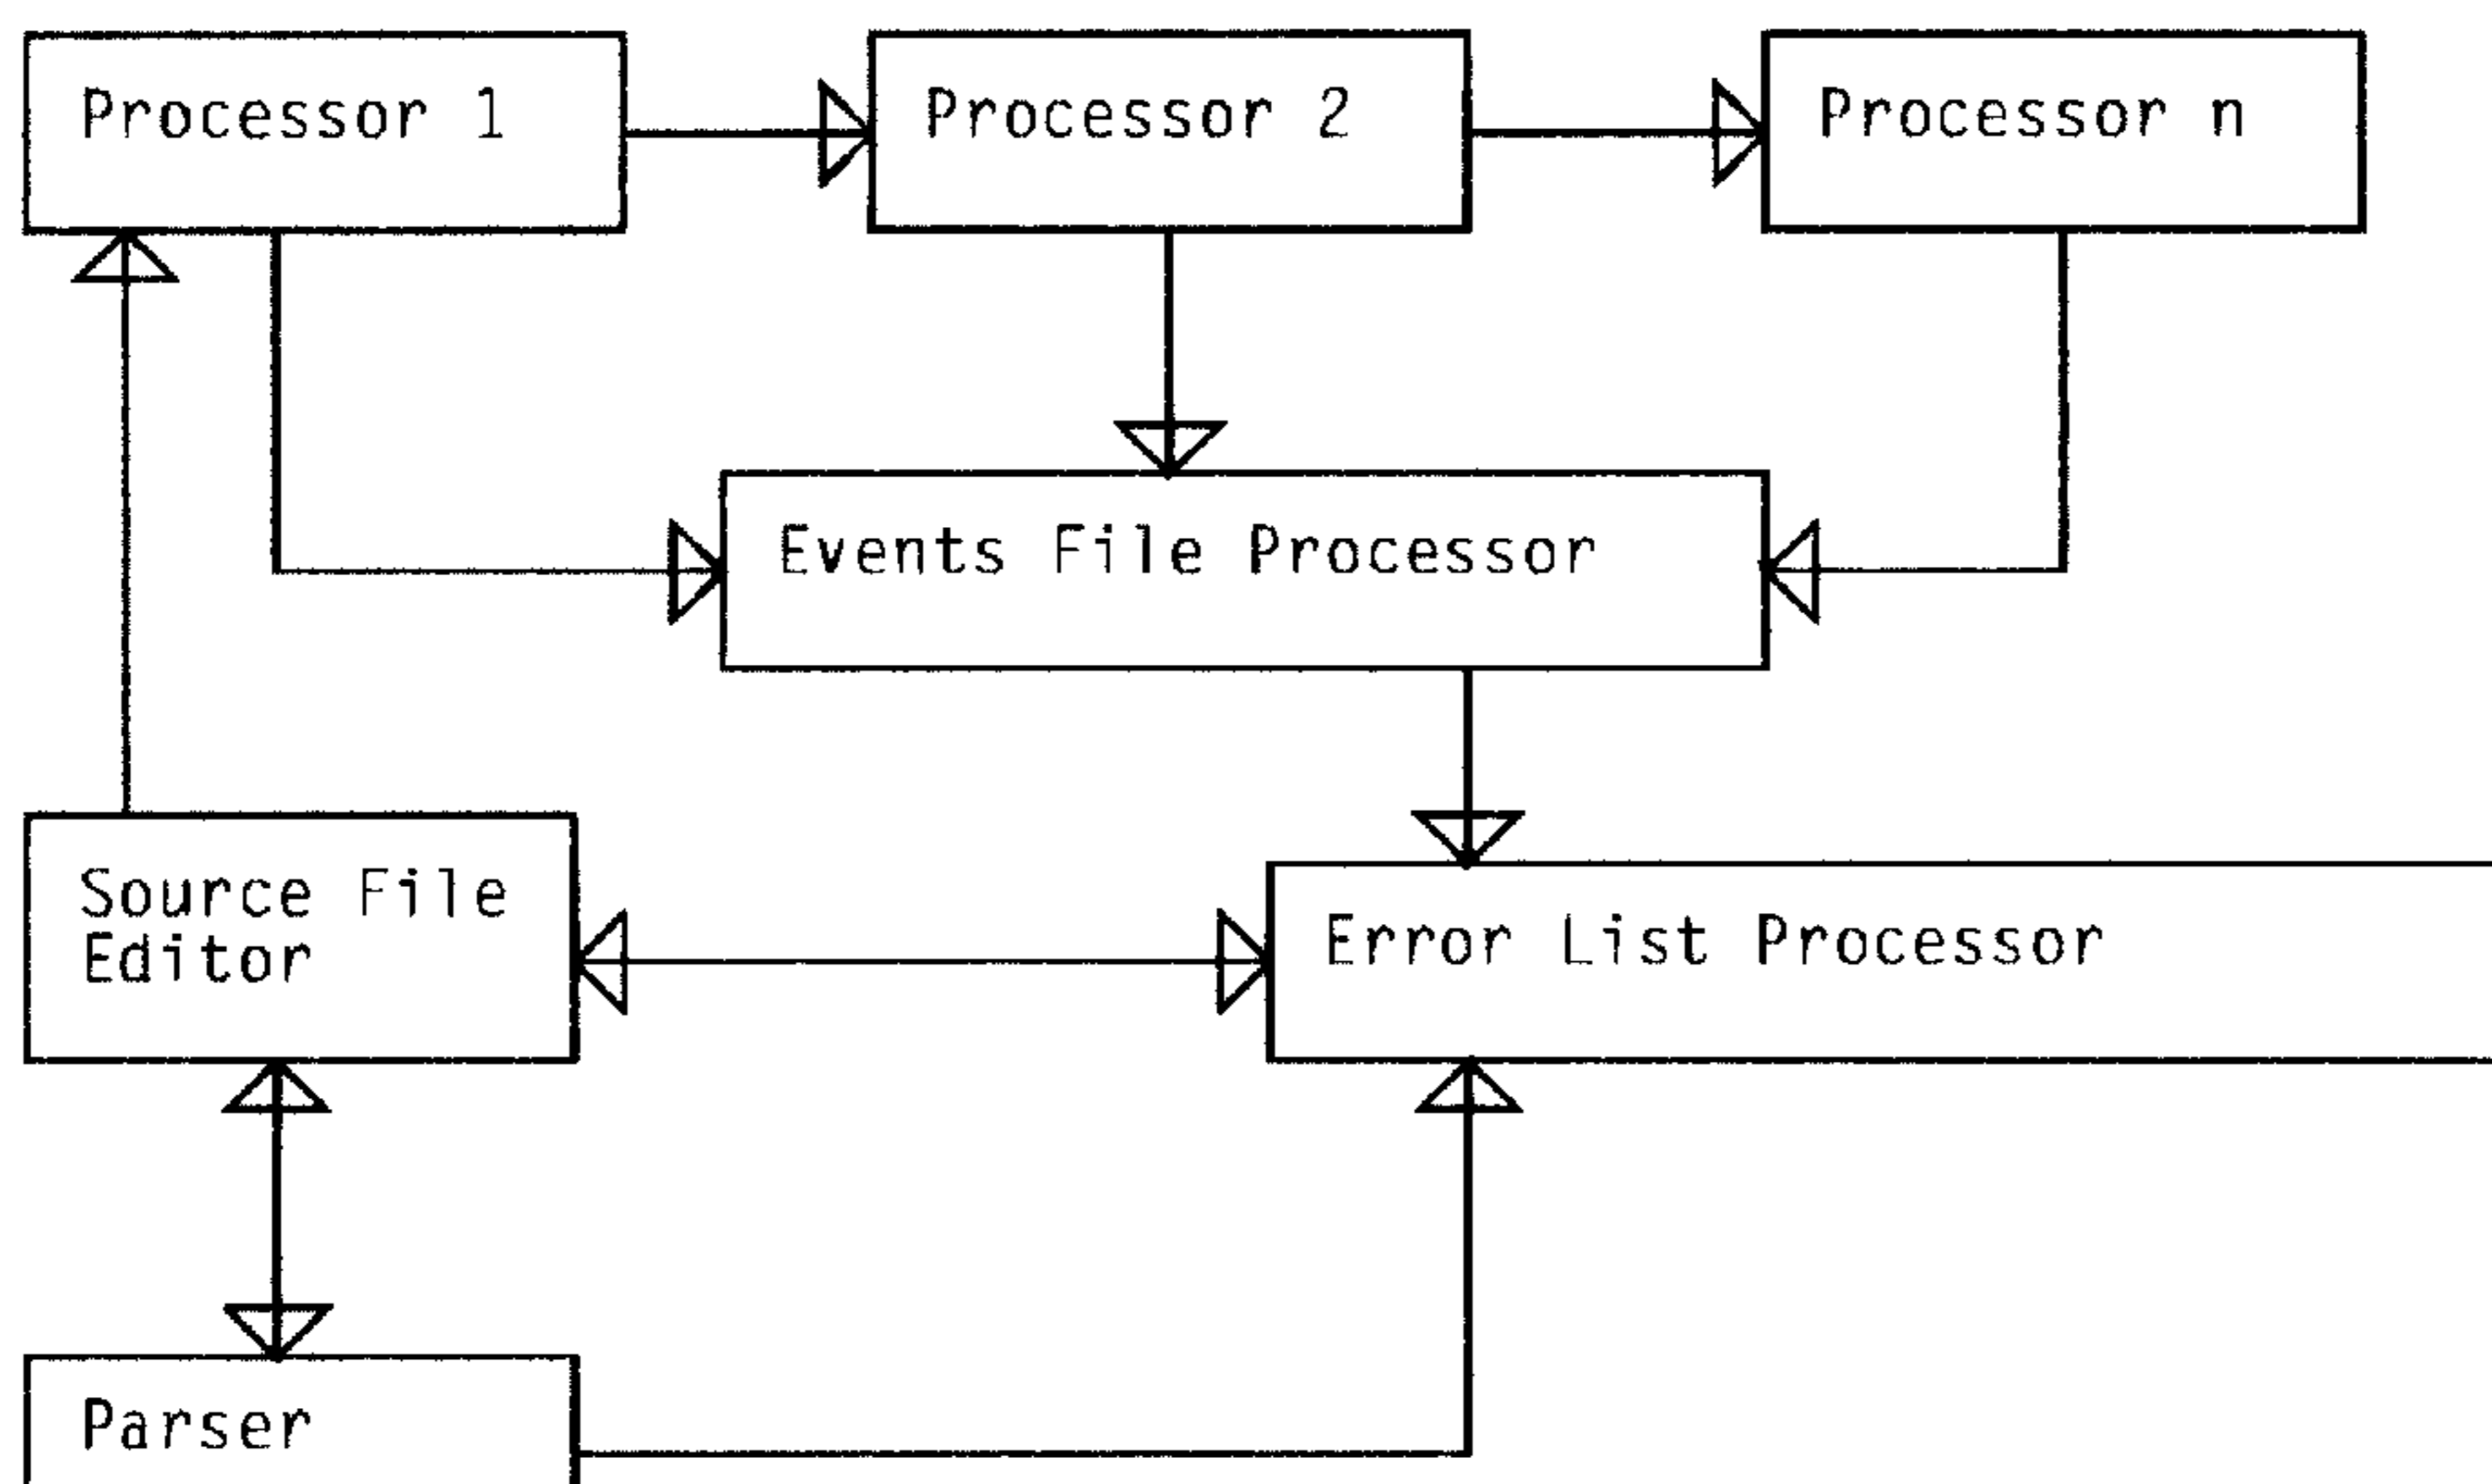 Processor 1
Processor 2
Processor n
Events File Processor
Source File
Editor
Error List Processor
Parser